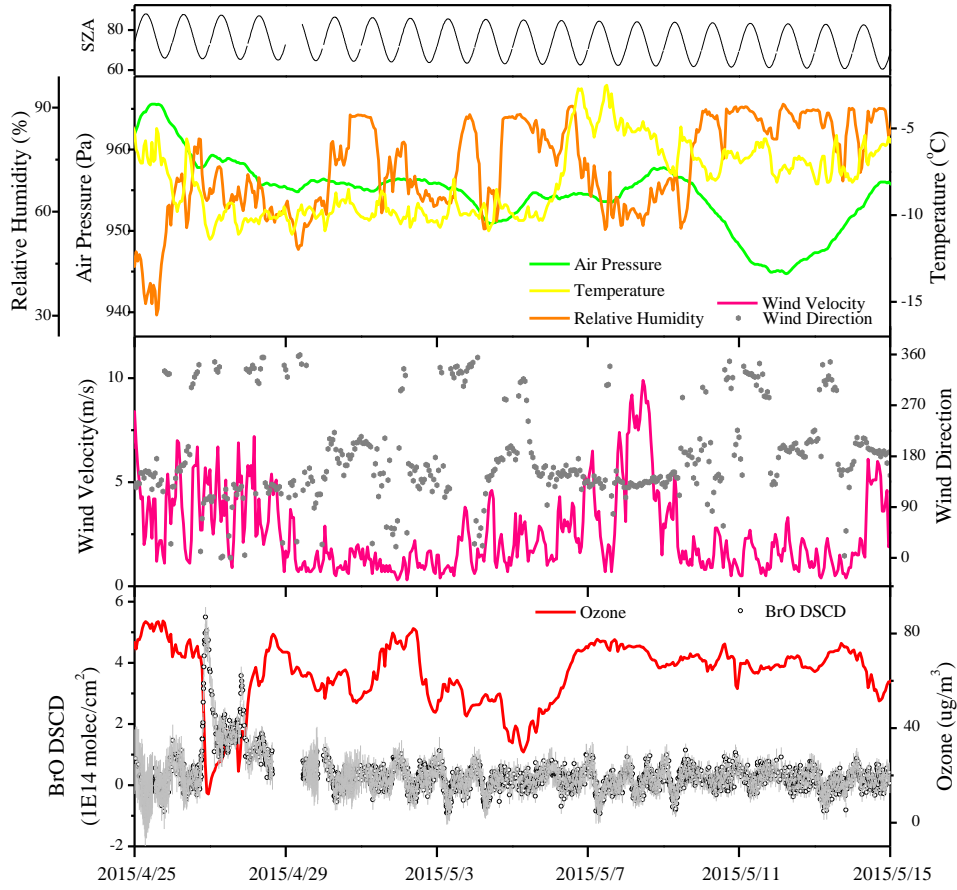 SZA
80
60
Relative Humidity (%)
90
60
30
Air Pressure (Pa)
960
950
940
Temperature (°C)
-5
-10
-15
Air Pressure
Temperature
Relative Humidity
Wind Velocity
Wind Direction
Wind Velocity(m/s)
10
5
0
Wind Direction
360
270
180
90
0
BrO DSCD
(1E14 molec/cm²)
6
4
2
0
-2
Ozone
BrO DSCD
Ozone (ug/m³)
80
40
0
2015/4/25
2015/4/29
2015/5/3
2015/5/7
2015/5/11
2015/5/15